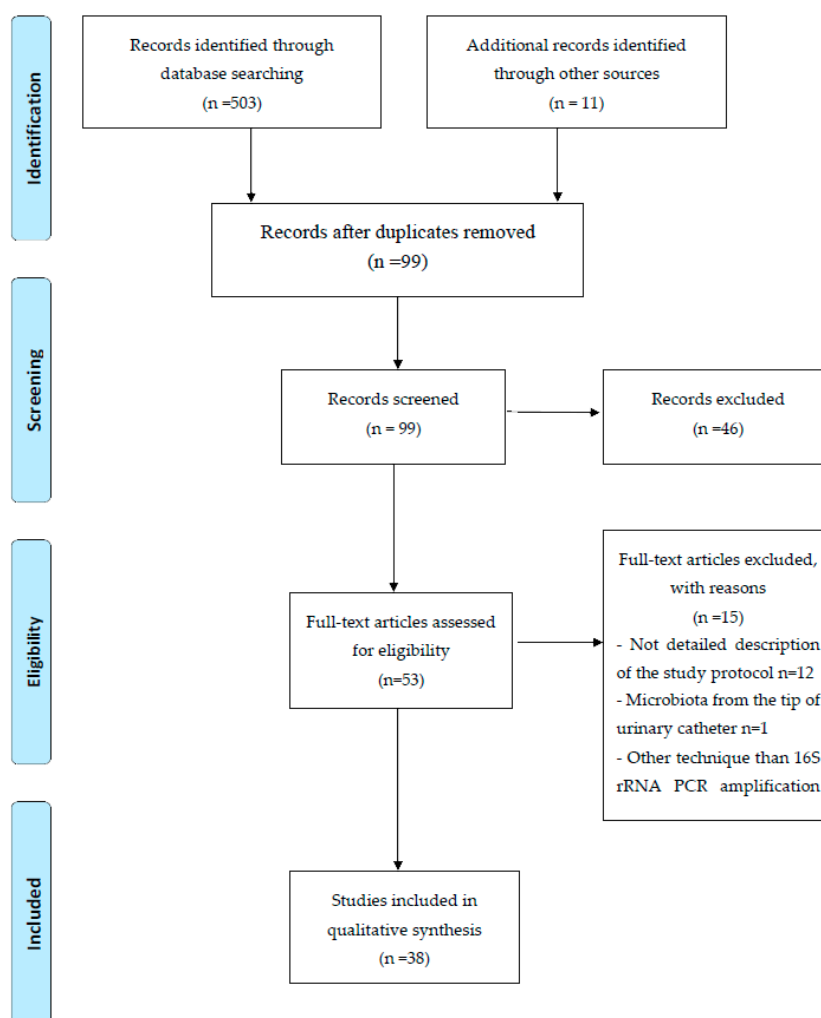 Identification
Records identified through
database searching
(n =503)
Additional records identified
through other sources
(n = 11)
Records after duplicates removed
(n =99)
Screening
Records screened
(n = 99)
Records excluded
(n =46)
Eligibility
Full-text articles assessed
for eligibility
(n=53)
Full-text articles excluded,
with reasons
(n =15)
- Not detailed description
of the study protocol n=12
- Microbiota from the tip of
urinary catheter n=1
- Other technique than 16S
rRNA PCR amplification
Included
Studies included in
qualitative synthesis
(n =38)